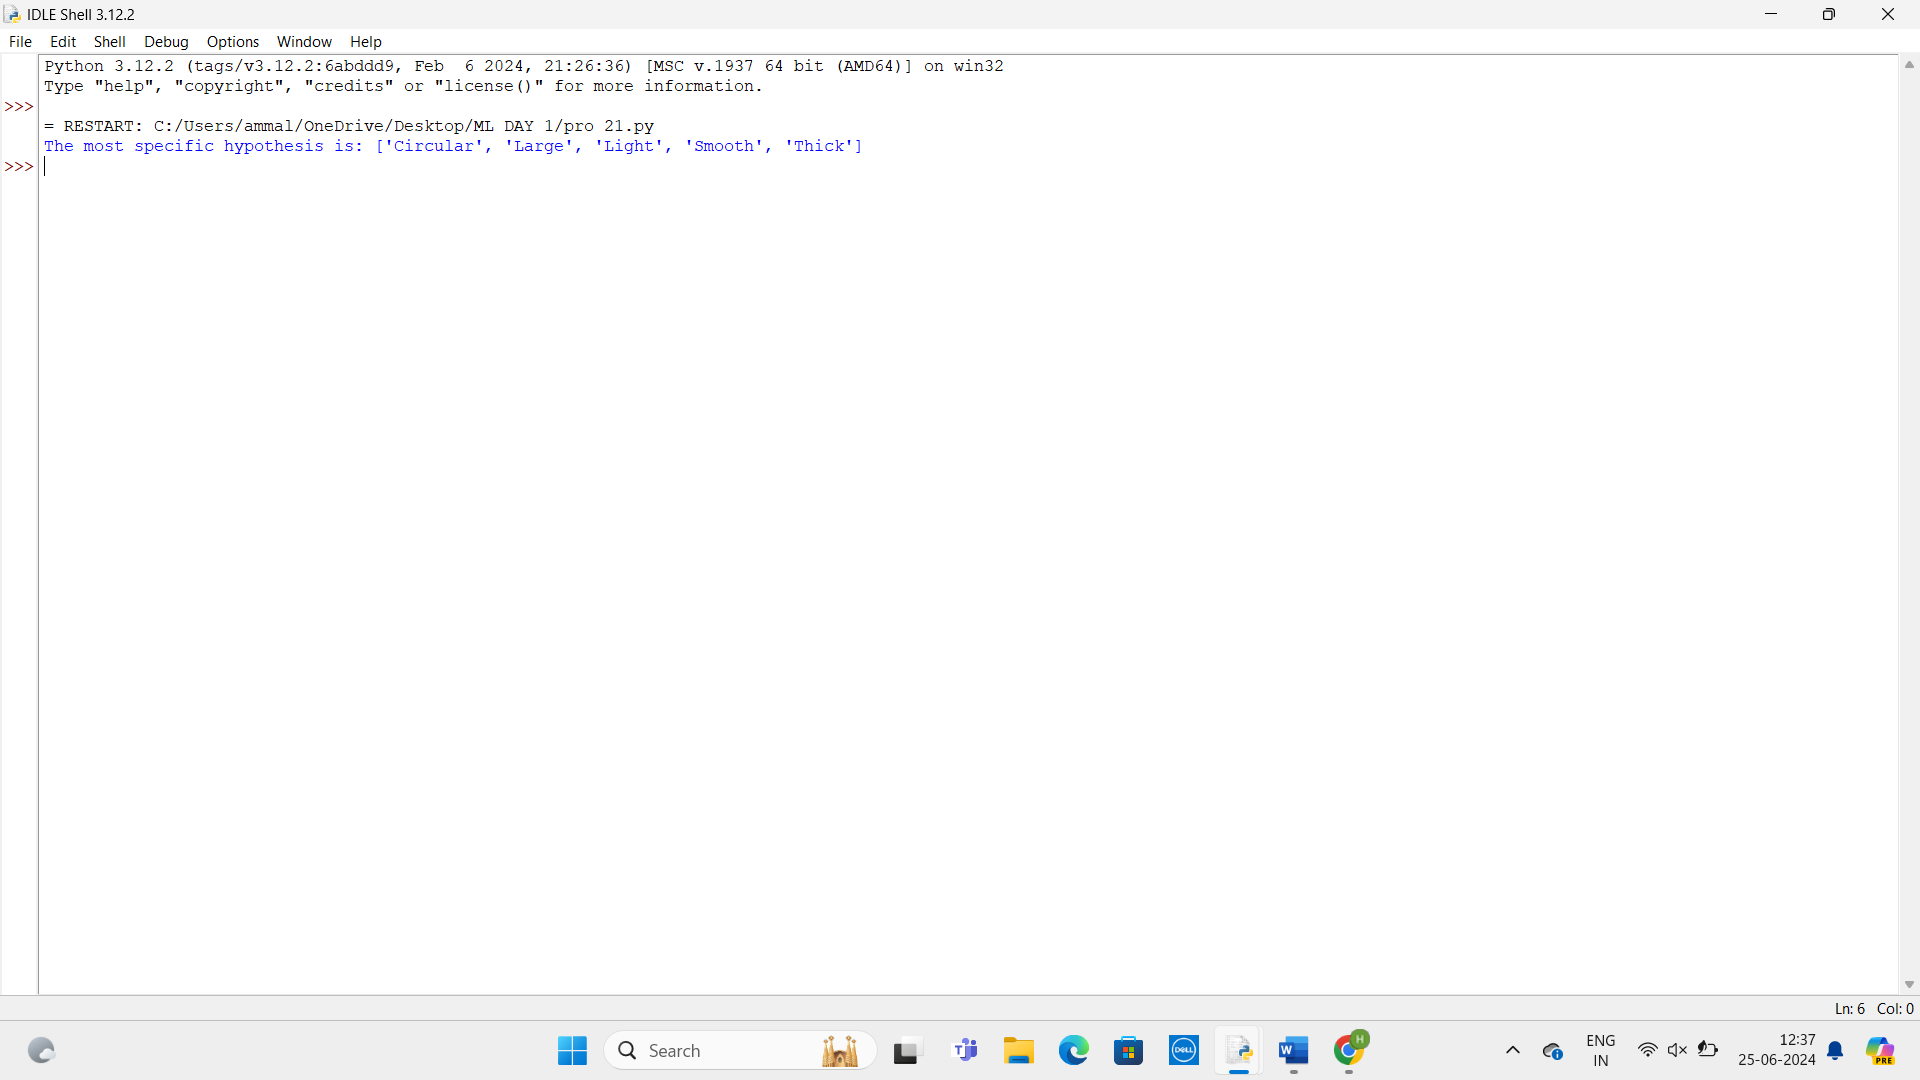 IDLE Shell 3.12.2
File Edit Shell Debug Options Window Help
Python 3.12.2 (tags/v3.12.2:6abddd9, Feb  6 2024, 21:26:36) [MSC v.1937 64 bit (AMD64)] on win32
Type "help", "copyright", "credits" or "license()" for more information.
>>>
= RESTART: C:/Users/ammal/OneDrive/Desktop/ML DAY 1/pro 21.py
The most specific hypothesis is: ['Circular', 'Large', 'Light', 'Smooth', 'Thick']
>>>
Ln: 6 Col: 0
Search
DELL
W
H
ENG
IN
12:37
25-06-2024
PRE